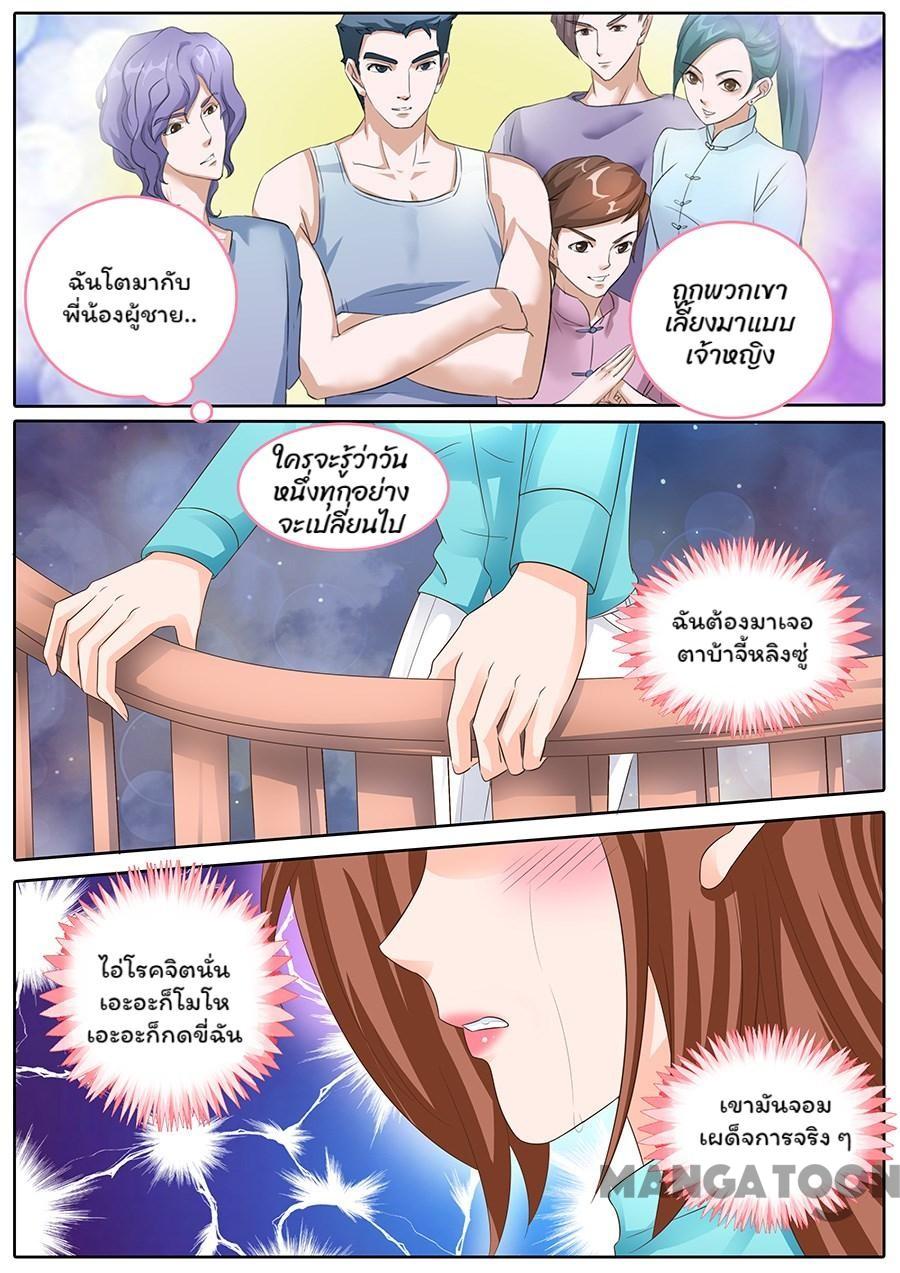 ฉันโตมากับ
พี่น้องผู้ชาย..
ถูกพวกเขา
เลี้ยงมาแบบ
เจ้าหญิง
ใครจะรู้ว่าวัน
หนึ่งทุกอย่าง
จะเปลี่ยนไป
ฉันต้องมาเจอ
ตาบ้าจี้หลิงซู่
ไอ่โรคจิตนั่น
เอะอะก็โมโห
เอะอะก็กดขี่ฉัน
เขามันจอม
เผด็จการจริง ๆ
MANGATOON